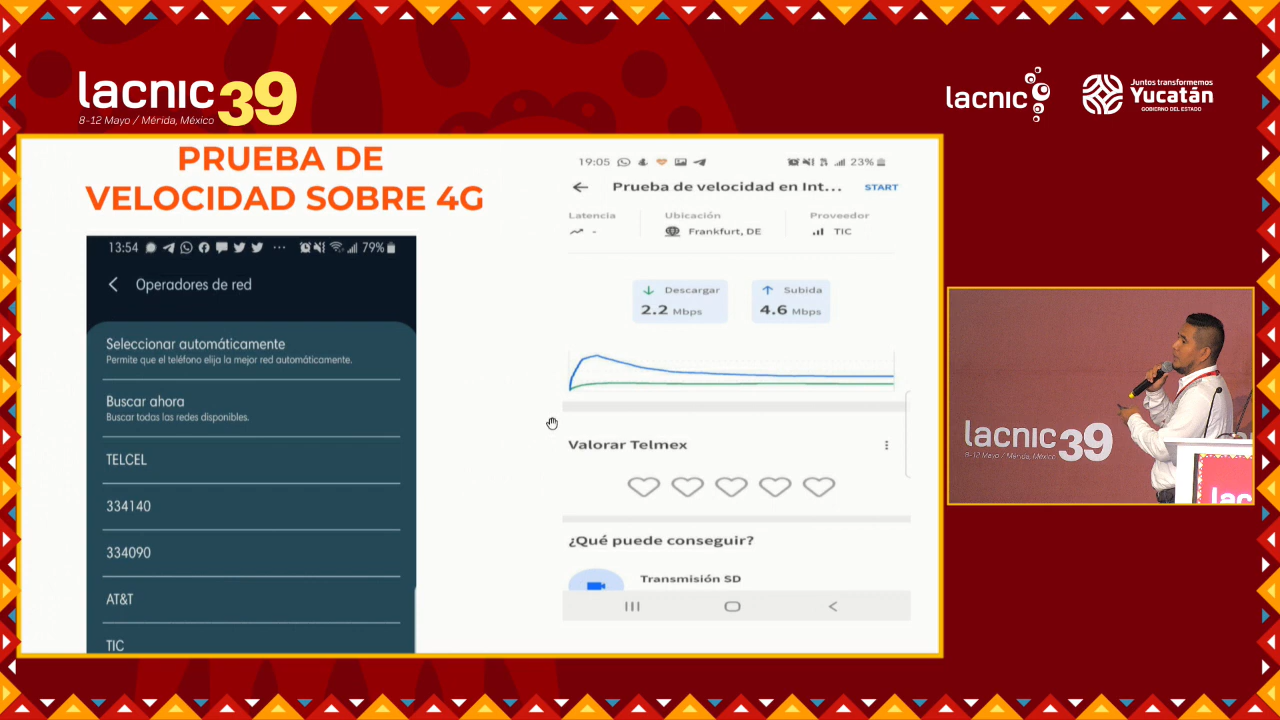 lacnic39
8-12 Mayo / Mérida, México
lacnic
Juntos transformemos
Yucatán
GOBIERNO DEL ESTADO
PRUEBA DE
VELOCIDAD SOBRE 4G
13:54
79%
Operadores de red
Seleccionar automáticamente
Permite que el teléfono elija la mejor red automáticamente.
Buscar ahora
Buscar todas las redes disponibles.
TELCEL
334140
334090
AT&T
TIC
19:05
23%
Prueba de velocidad en Int...
START
Latencia
Ubicación
Proveedor
-
Frankfurt, DE
TIC
Descargar
2.2 Mbps
Subida
4.6 Mbps
Valorar Telmex
¿Qué puede conseguir?
Transmisión SD
lacnic39
8-12 Mayo / Mérida, México
lac